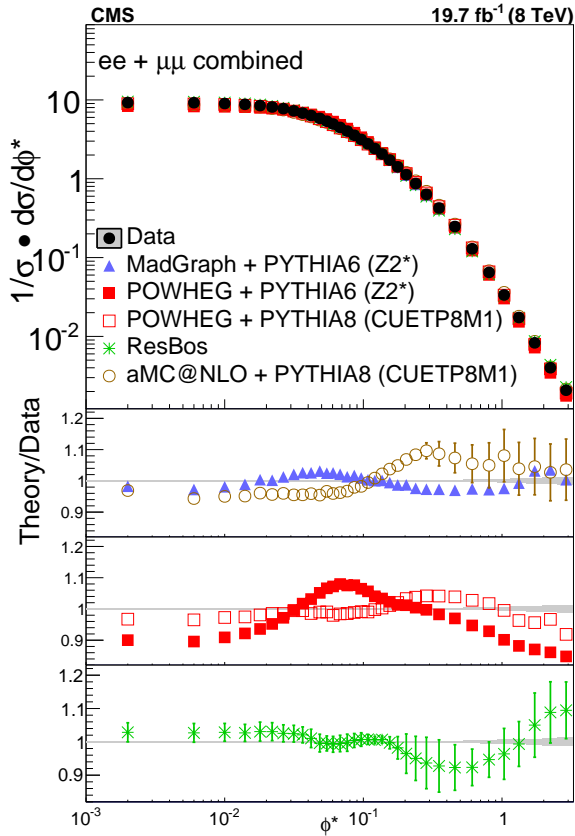 CMS 19.7 fb⁻¹ (8 TeV)
ee + μμ combined
1/σ • dσ/dϕ*
10
1
10⁻¹
10⁻²
Data
MadGraph + PYTHIA6 (Z2*)
POWHEG + PYTHIA6 (Z2*)
POWHEG + PYTHIA8 (CUETP8M1)
ResBos
aMC@NLO + PYTHIA8 (CUETP8M1)
Theory/Data
1.2
1.1
1
0.9
1.2
1.1
1
0.9
1.2
1.1
1
0.9
10⁻³ 10⁻² 10⁻¹ 1
ϕ*